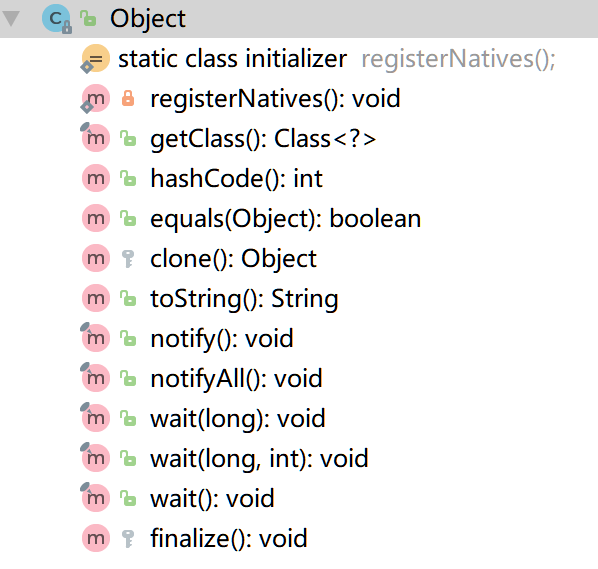 Object
static class initializer registerNatives();
registerNatives(): void
getClass(): Class<?>
hashCode(): int
equals(Object): boolean
clone(): Object
toString(): String
notify(): void
notifyAll(): void
wait(long): void
wait(long, int): void
wait(): void
finalize(): void